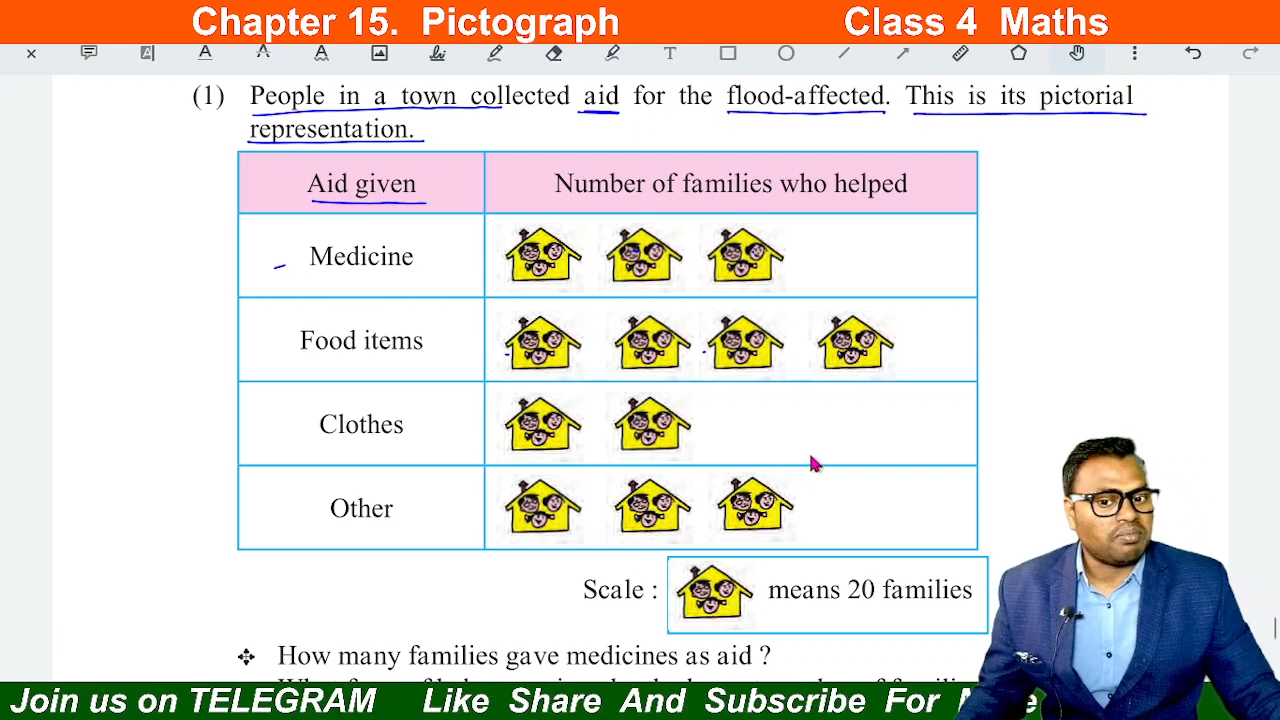 Chapter 15. Pictograph Class 4 Maths
(1) People in a town collected aid for the flood-affected. This is its pictorial
representation.
Aid given Number of families who helped
Medicine
Food items
Clothes
Other
Scale : means 20 families
How many families gave medicines as aid ?
Join us on TELEGRAM Like Share And Subscribe For